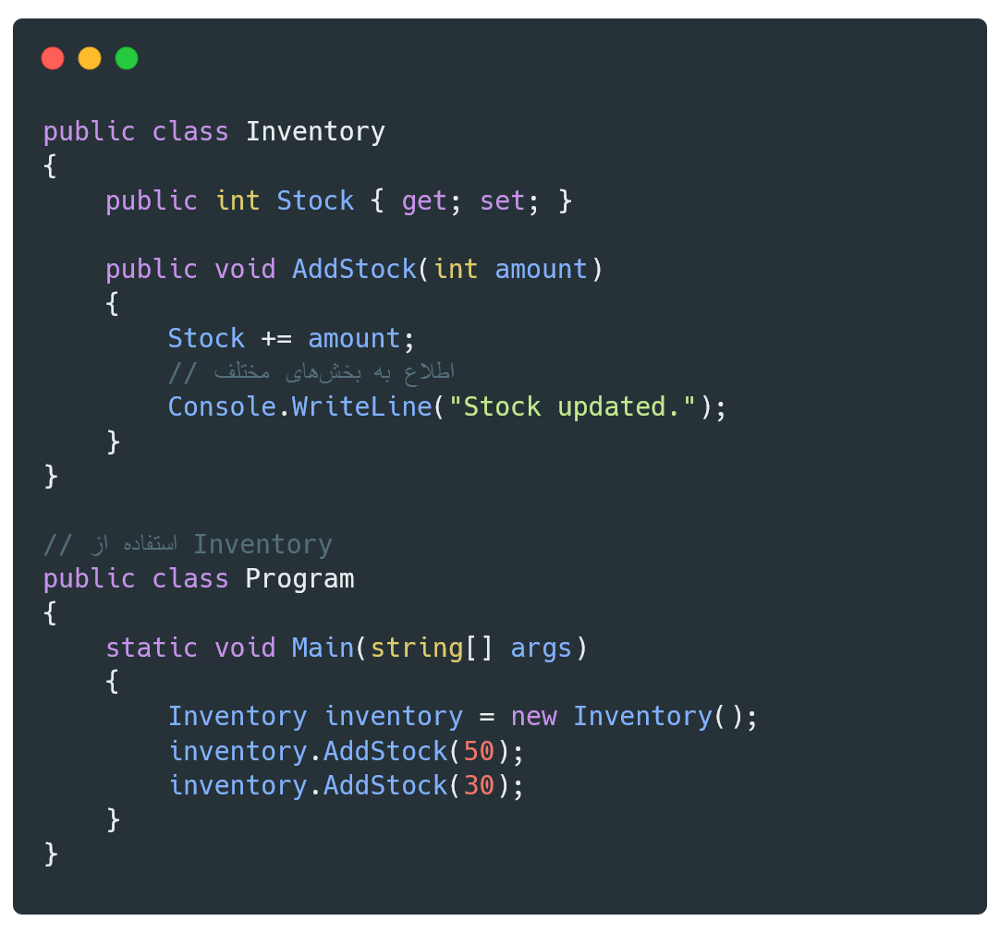 public class Inventory
{
    public int Stock { get; set; }

    public void AddStock(int amount)
    {
        Stock += amount;
        // اطلاع به بخش‌های مختلف
        Console.WriteLine("Stock updated.");
    }
}

// استفاده از Inventory
public class Program
{
    static void Main(string[] args)
    {
        Inventory inventory = new Inventory();
        inventory.AddStock(50);
        inventory.AddStock(30);
    }
}